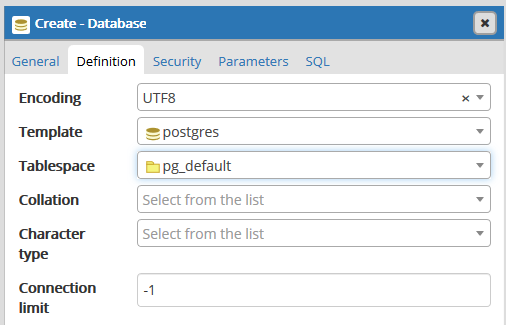 Create - Database
General Definition Security Parameters SQL
Encoding UTF8
Template postgres
Tablespace pg_default
Collation Select from the list
Character type Select from the list
Connection limit -1